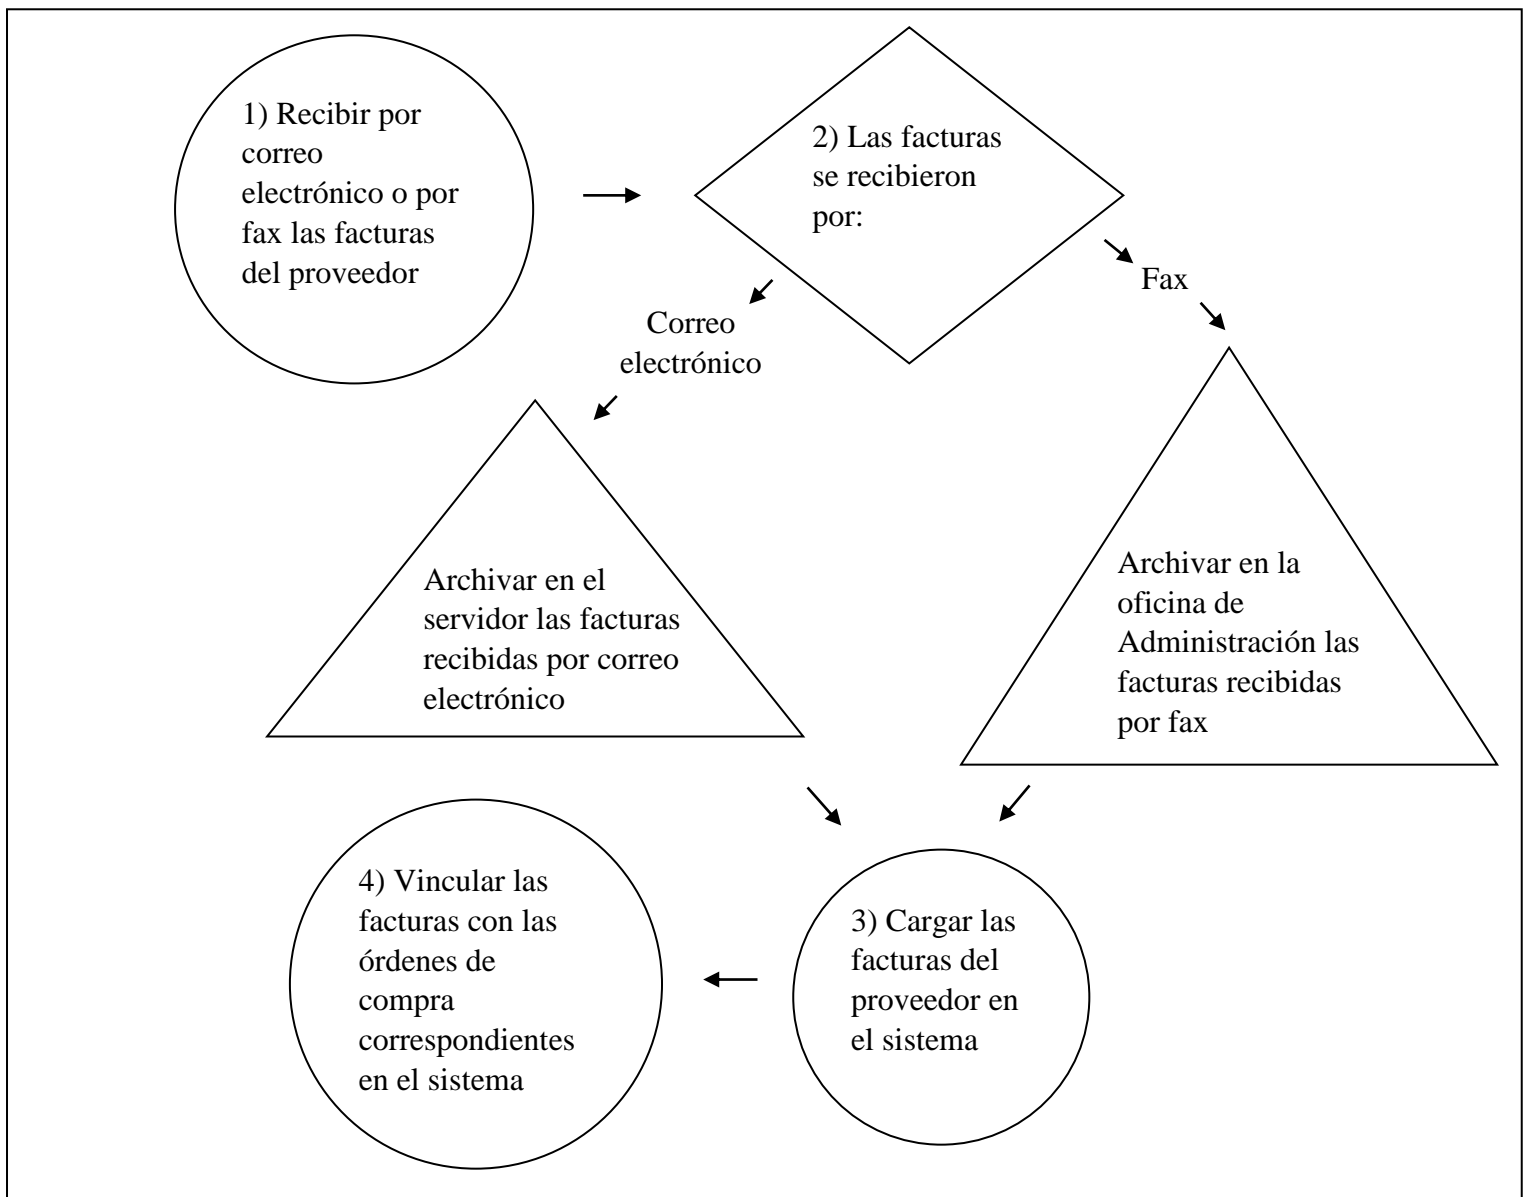 1) Recibir por
correo
electrónico o por
fax las facturas
del proveedor
2) Las facturas
se recibieron
por:
Fax
Correo
electrónico
Archivar en el
servidor las facturas
recibidas por correo
electrónico
Archivar en la
oficina de
Administración las
facturas recibidas
por fax
3) Cargar las
facturas del
proveedor en
el sistema
4) Vincular las
facturas con las
órdenes de
compra
correspondientes
en el sistema